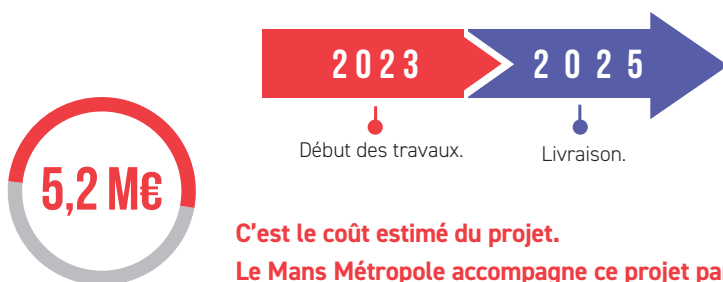 2023
2025
Début des travaux.
Livraison.
5,2 M€
C'est le coût estimé du projet.
Le Mans Métropole accompagne ce projet